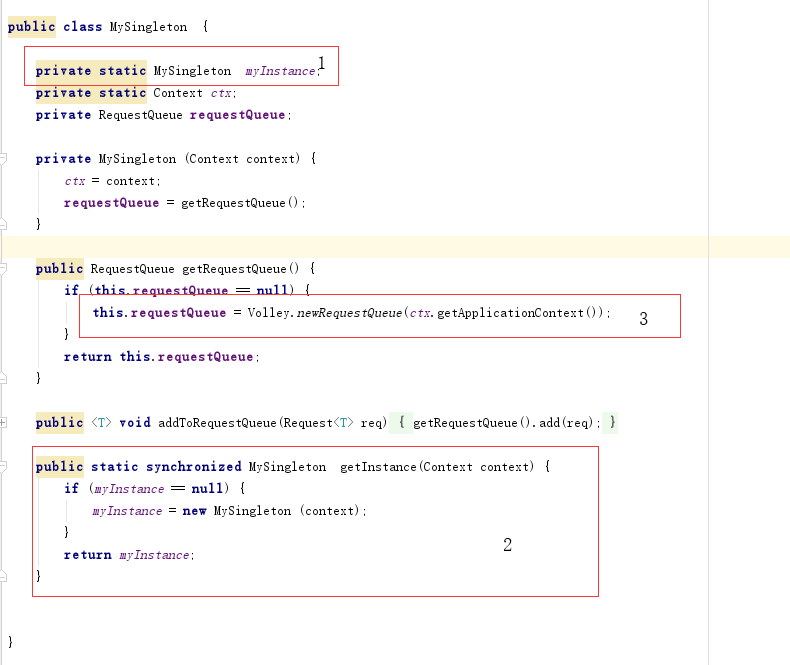 public class MySingleton {
private static MySingleton myInstance; 1
private static Context ctx;
private RequestQueue requestQueue;
private MySingleton (Context context) {
ctx = context;
requestQueue = getRequestQueue();
}
public RequestQueue getRequestQueue() {
if (this.requestQueue == null) {
this.requestQueue = Volley.newRequestQueue(ctx.getApplicationContext()); 3
}
return this.requestQueue;
}
public <T> void addToRequestQueue(Request<T> req) { getRequestQueue().add(req); }
public static synchronized MySingleton getInstance(Context context) {
if (myInstance == null) {
myInstance = new MySingleton (context);
}
2
return myInstance;
}
}